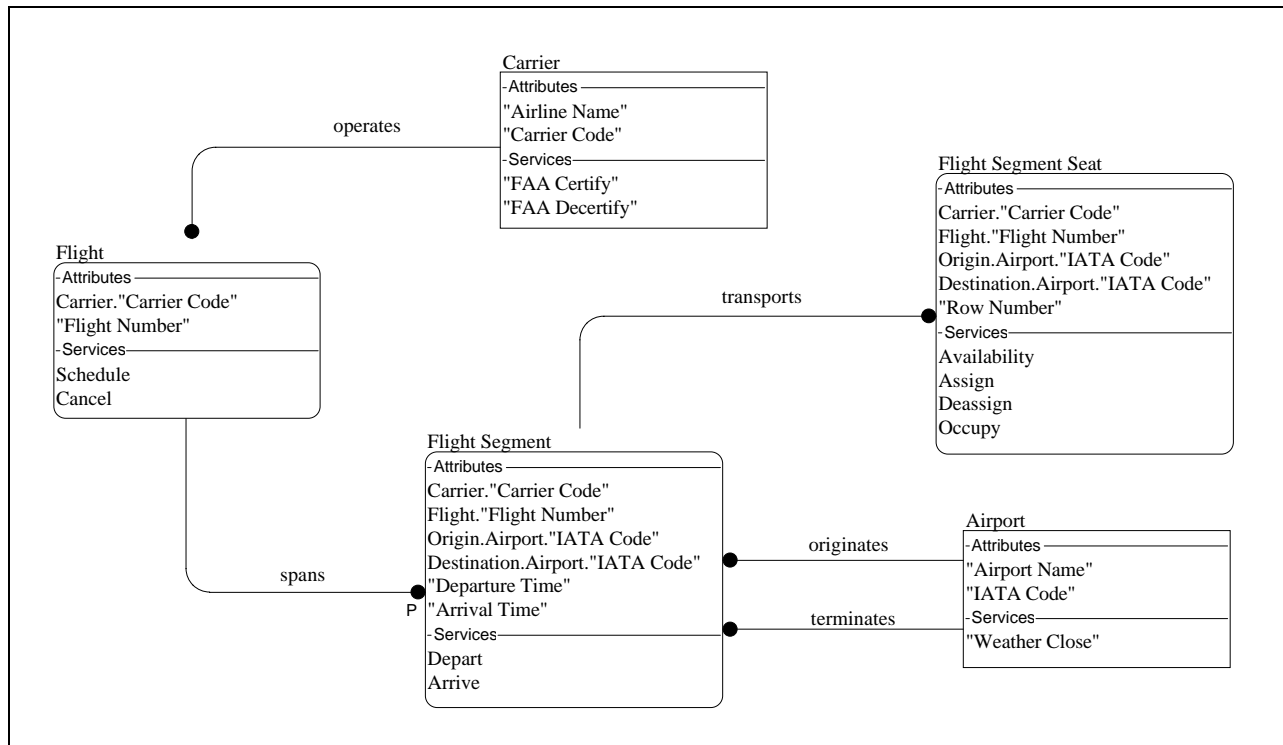 Carrier
Attributes
"Airline Name"
"Carrier Code"
Services
"FAA Certify"
"FAA Decertify"
operates
Flight Segment Seat
Attributes
Carrier."Carrier Code"
Flight."Flight Number"
Origin.Airport."IATA Code"
Destination.Airport."IATA Code"
"Row Number"
Services
Availability
Assign
Deassign
Occupy
Flight
Attributes
Carrier."Carrier Code"
"Flight Number"
Services
Schedule
Cancel
transports
Flight Segment
Attributes
Carrier."Carrier Code"
Flight."Flight Number"
Origin.Airport."IATA Code"
Destination.Airport."IATA Code"
"Departure Time"
"Arrival Time"
Services
Depart
Arrive
spans
P
originates
terminates
Airport
Attributes
"Airport Name"
"IATA Code"
Services
"Weather Close"